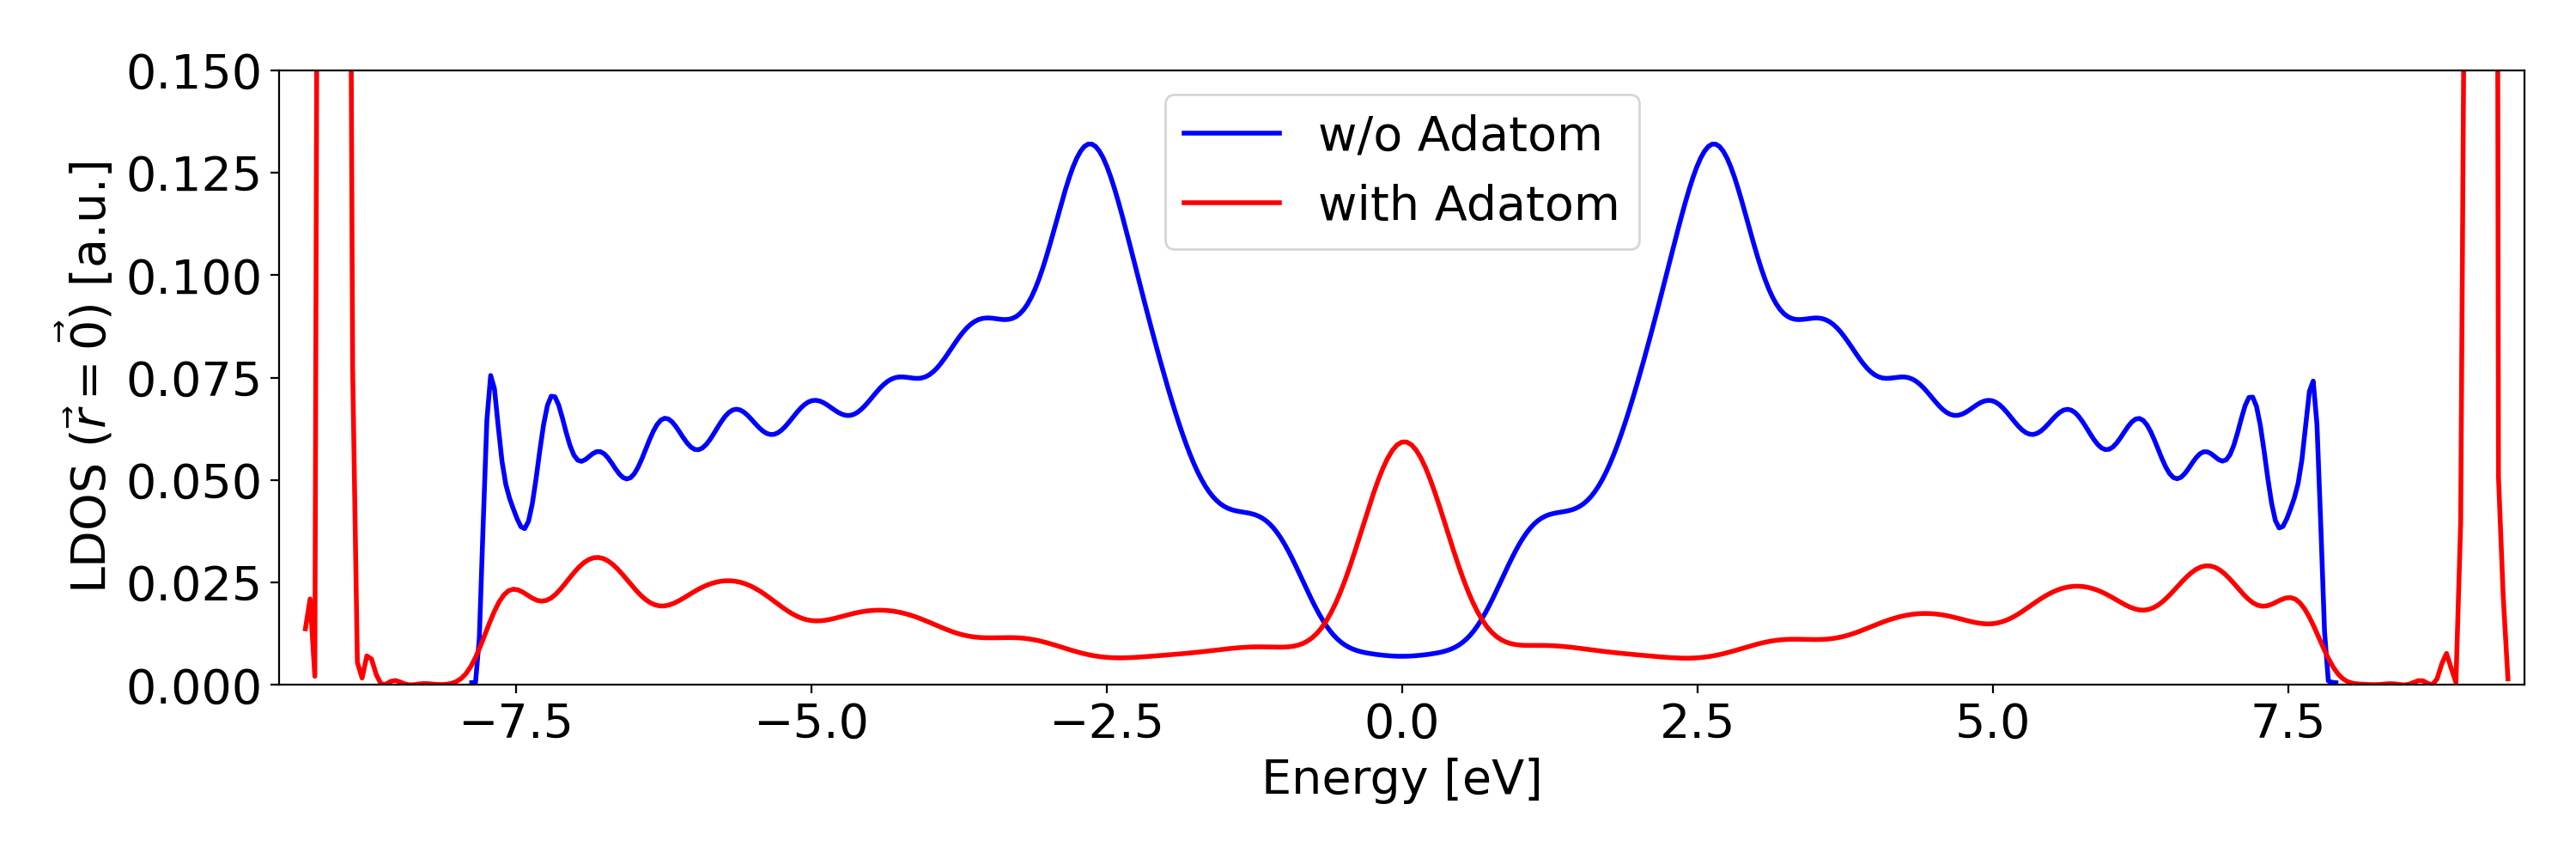 0.150
0.125
0.100
0.075
0.050
0.025
0.000
LDOS (r⃗ = 0⃗) [a.u.]
w/o Adatom
with Adatom
−7.5 −5.0 −2.5 0.0 2.5 5.0 7.5
Energy [eV]